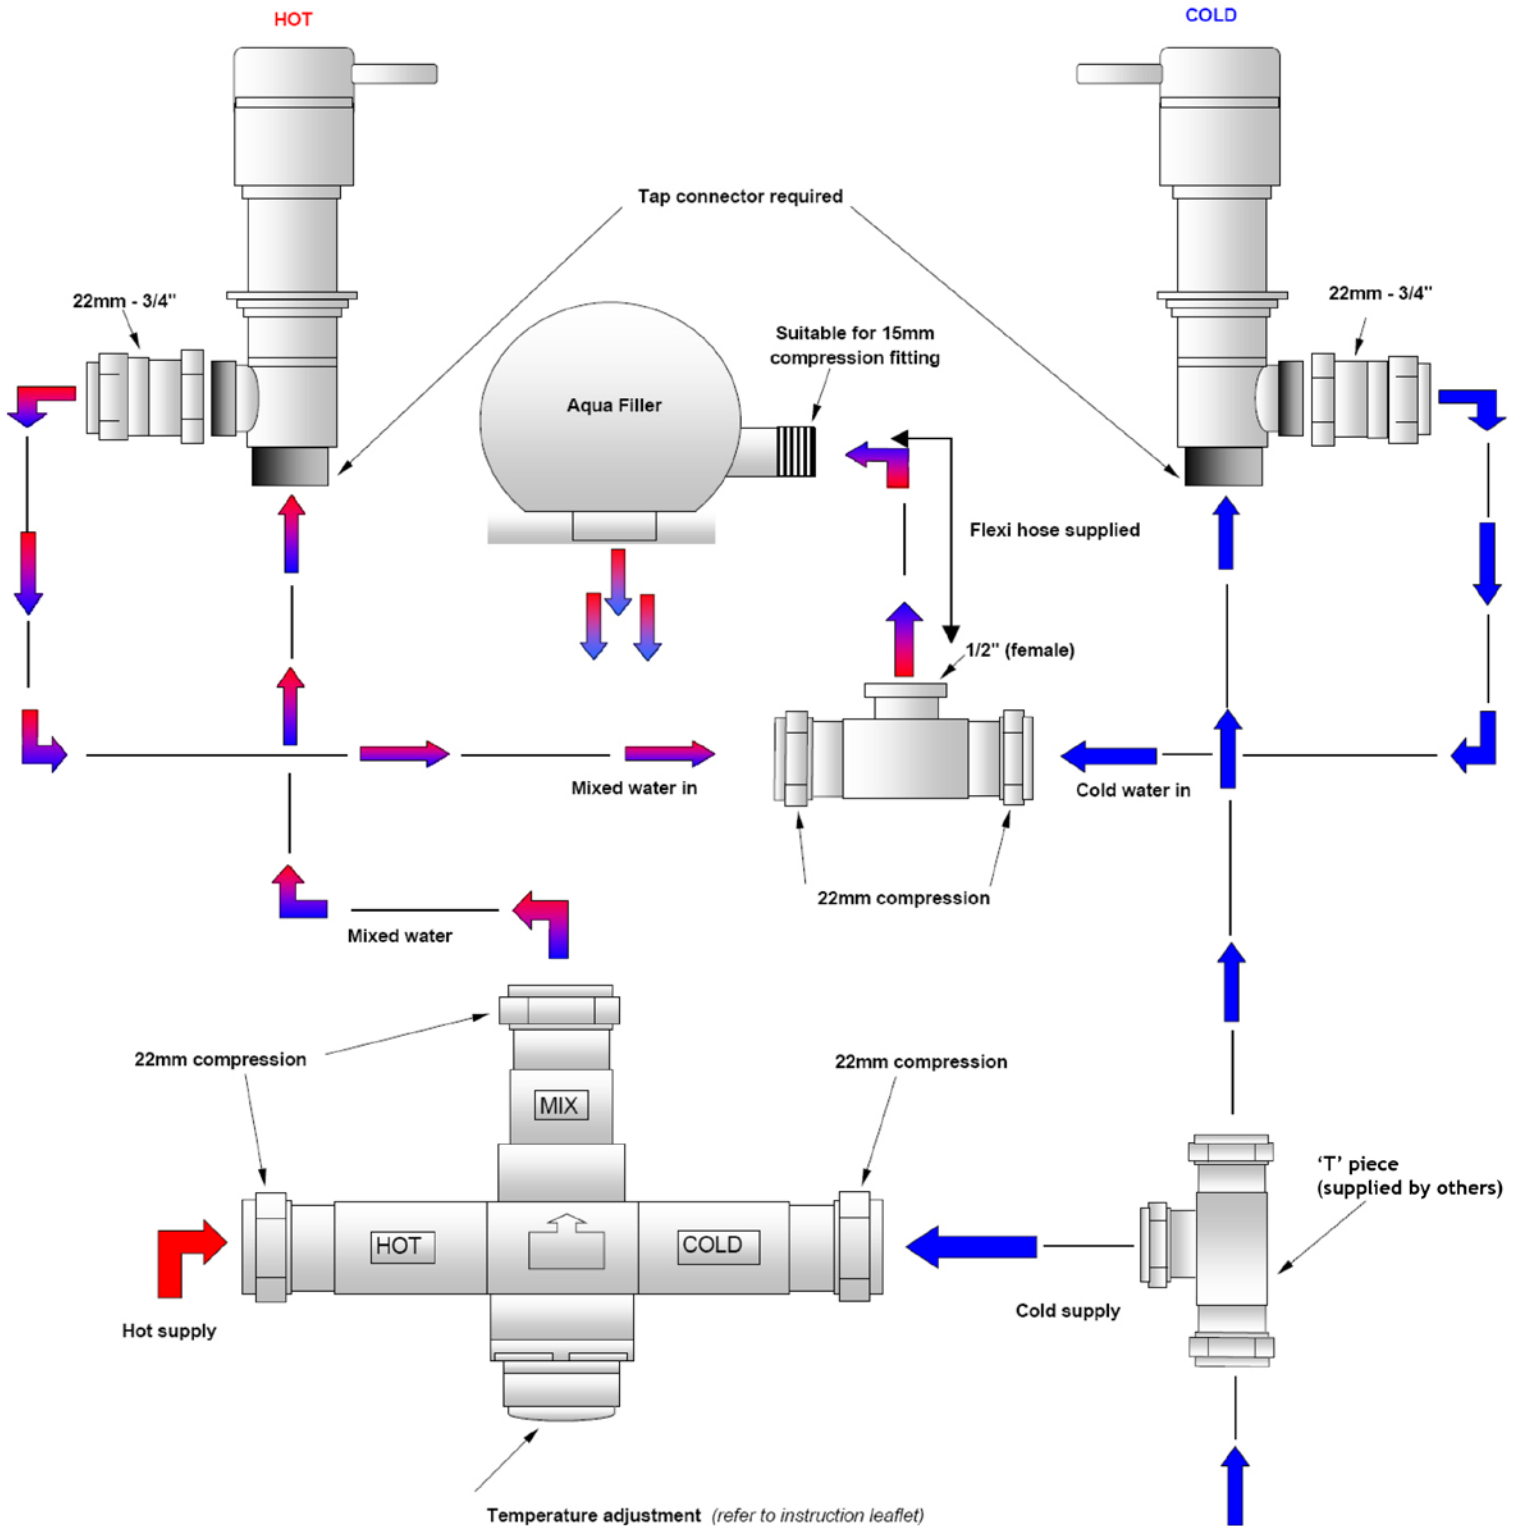 HOT
COLD
Tap connector required
22mm - 3/4"
22mm - 3/4"
Suitable for 15mm
compression fitting
Aqua Filler
Flexi hose supplied
1/2" (female)
Mixed water in
Cold water in
22mm compression
Mixed water
22mm compression
22mm compression
MIX
'T' piece
(supplied by others)
HOT
COLD
Hot supply
Cold supply
Temperature adjustment (refer to instruction leaflet)